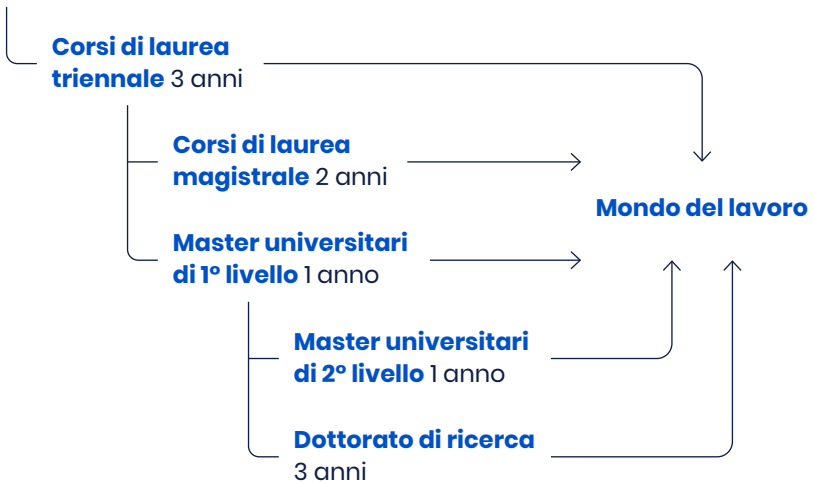 Corsi di laurea
triennale 3 anni
Corsi di laurea
magistrale 2 anni
Mondo del lavoro
Master universitari
di 1° livello 1 anno
Master universitari
di 2° livello 1 anno
Dottorato di ricerca
3 anni